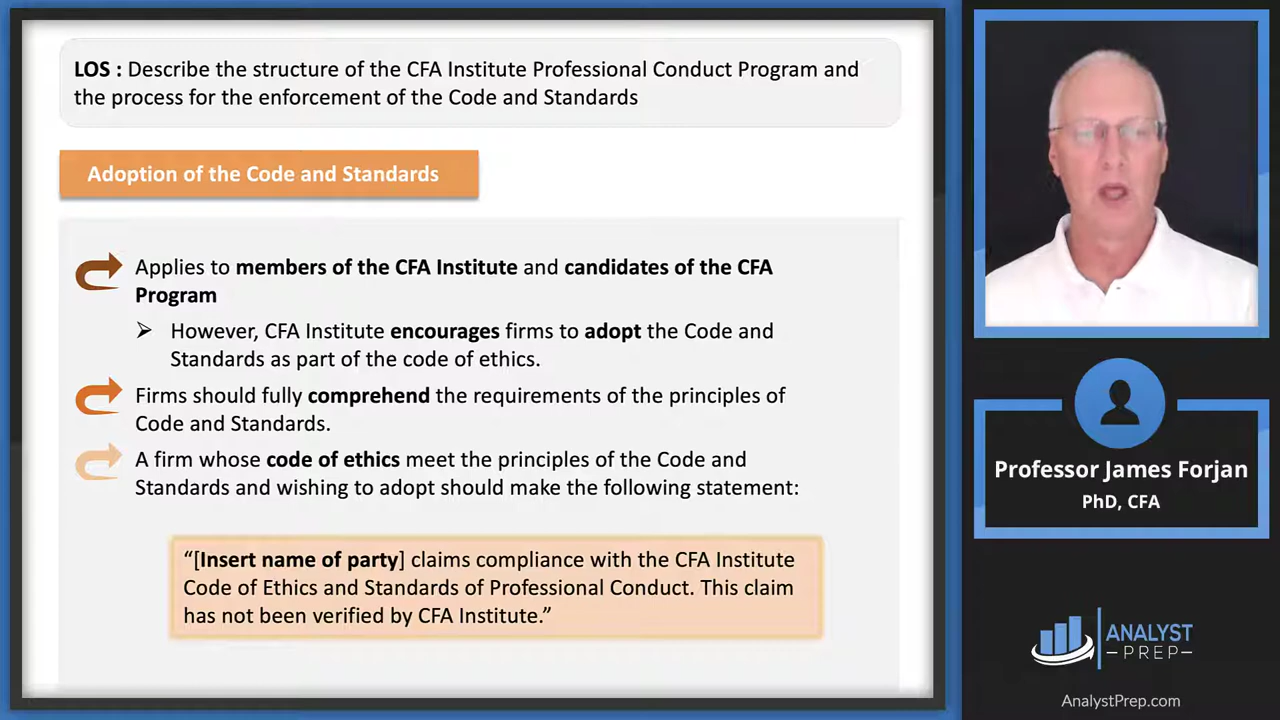 LOS : Describe the structure of the CFA Institute Professional Conduct Program and
the process for the enforcement of the Code and Standards
Adoption of the Code and Standards
Applies to members of the CFA Institute and candidates of the CFA
Program
However, CFA Institute encourages firms to adopt the Code and
Standards as part of the code of ethics.
Firms should fully comprehend the requirements of the principles of
Code and Standards.
A firm whose code of ethics meet the principles of the Code and
Standards and wishing to adopt should make the following statement:
“[Insert name of party] claims compliance with the CFA Institute
Code of Ethics and Standards of Professional Conduct. This claim
has not been verified by CFA Institute.”
Professor James Forjan
PhD, CFA
ANALYST
PREP
AnalystPrep.com